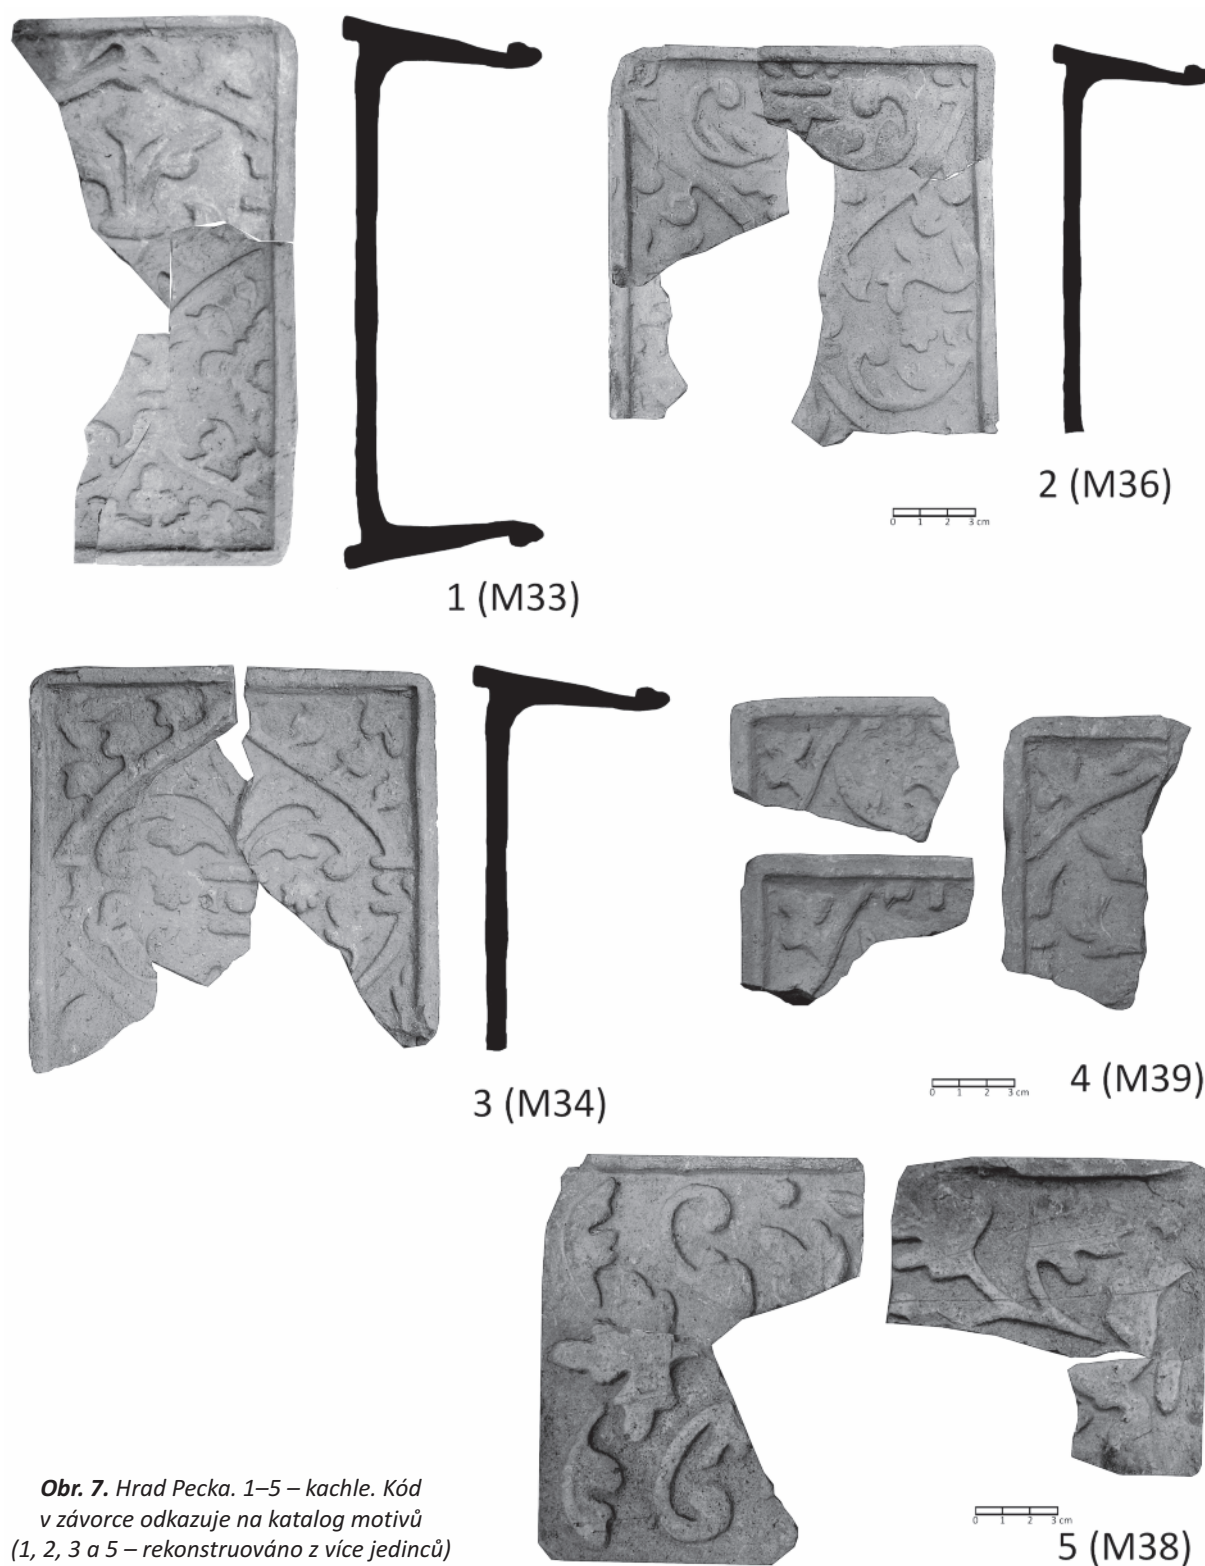 1 (M33)
2 (M36)
0 1 2 3 cm
3 (M34)
4 (M39)
0 1 2 3 cm
Obr. 7. Hrad Pecka. 1–5 – kachle. Kód
v závorce odkazuje na katalog motivů
(1, 2, 3 a 5 – rekonstruováno z více jedinců)
0 1 2 3 cm
5 (M38)